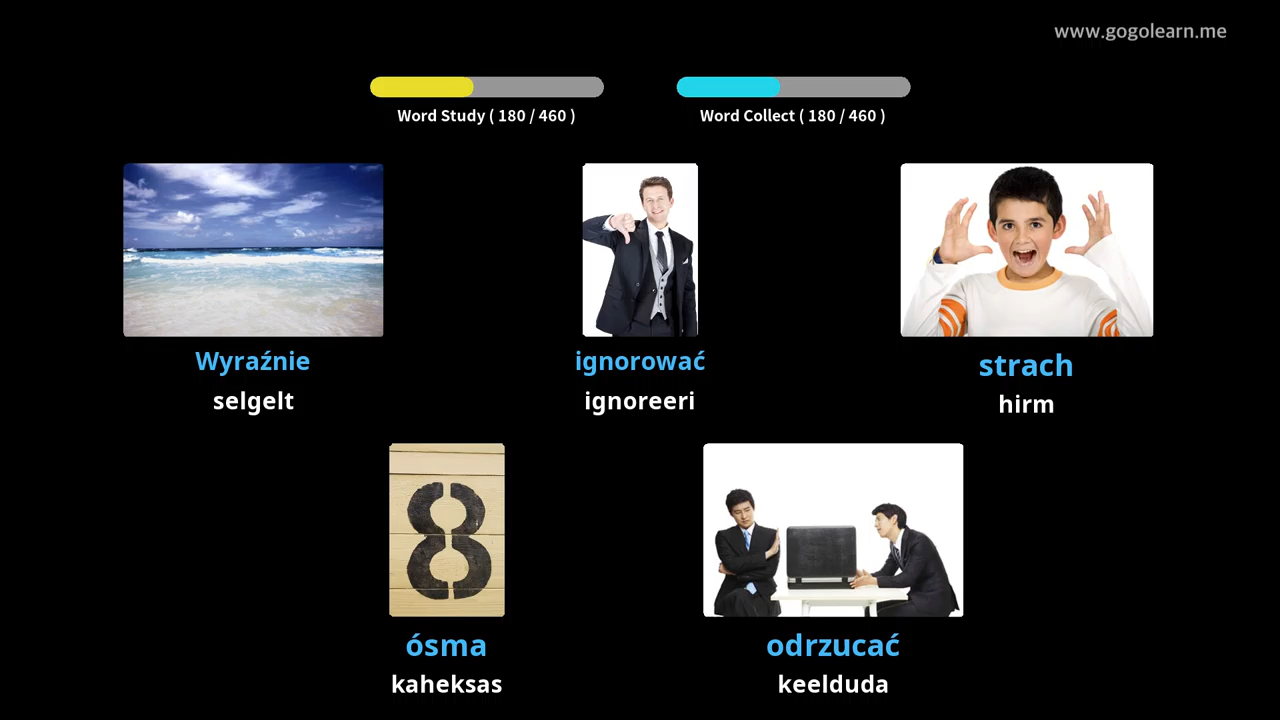 www.gogolearn.me
Word Study ( 180 / 460 )
Word Collect ( 180 / 460 )
Wyraźnie
selgelt
ignorować
ignoreeri
strach
hirm
8
ósma
kaheksas
odrzucać
keelduda